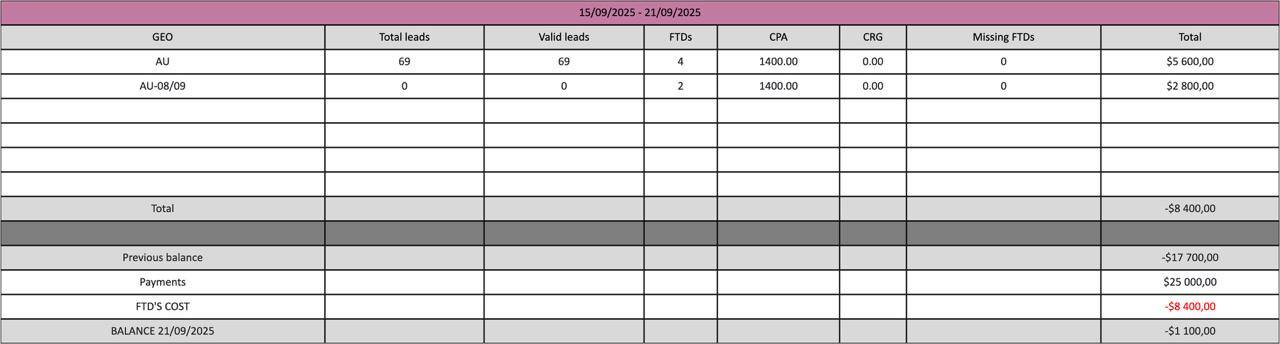 15/09/2025 - 21/09/2025
GEO Total leads Valid leads FTDs CPA CRG Missing FTDs Total
AU 69 69 4 1400.00 0.00 0 $5 600,00
AU-08/09 0 0 2 1400.00 0.00 0 $2 800,00
Total -$8 400,00
Previous balance -$17 700,00
Payments $25 000,00
FTD'S COST -$8 400,00
BALANCE 21/09/2025 -$1 100,00